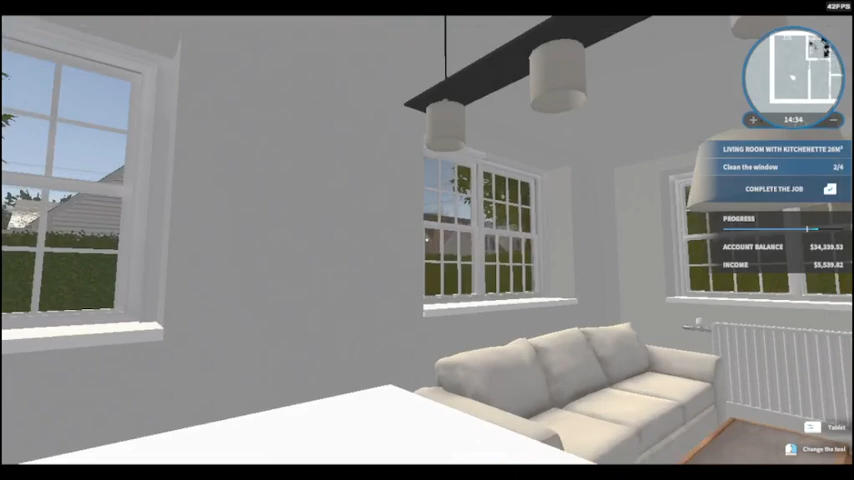 42FPS
14:34
LIVING ROOM WITH KITCHENETTE 26M²
Clean the window 2/4
COMPLETE THE JOB
PROGRESS
ACCOUNT BALANCE $34,339.53
INCOME $5,539.82
Tablet
Change the tool